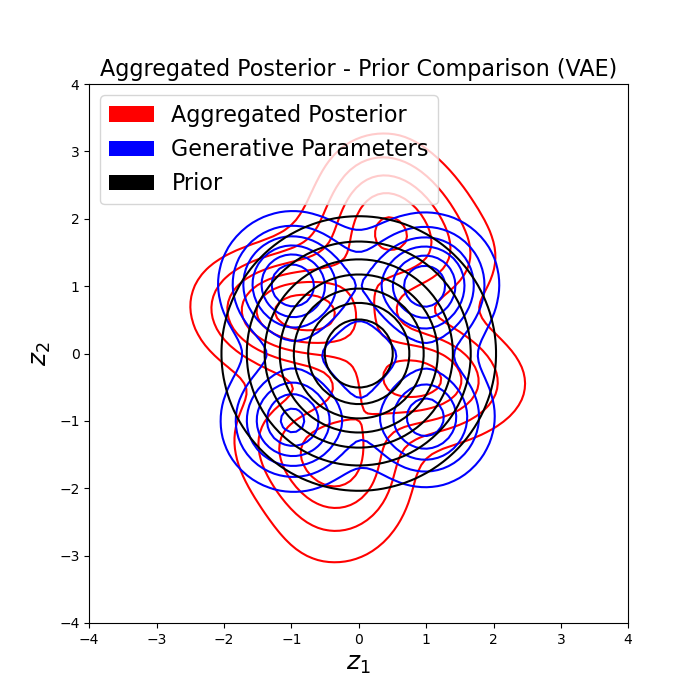 Aggregated Posterior - Prior Comparison (VAE)
Aggregated Posterior
Generative Parameters
Prior
4
3
2
1
0
−1
−2
−3
−4
z₂
−4 −3 −2 −1 0 1 2 3 4
z₁